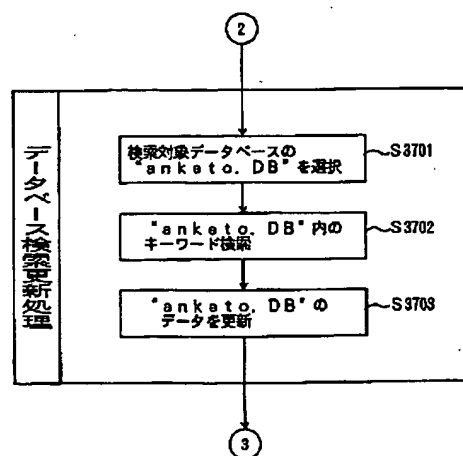 2
データベース検索更新処理
検索対象データベースの
"anketo.DB"を選択
S3701
"anketo.DB"内の
キーワード検索
S3702
"anketo.DB"の
データを更新
S3703
3